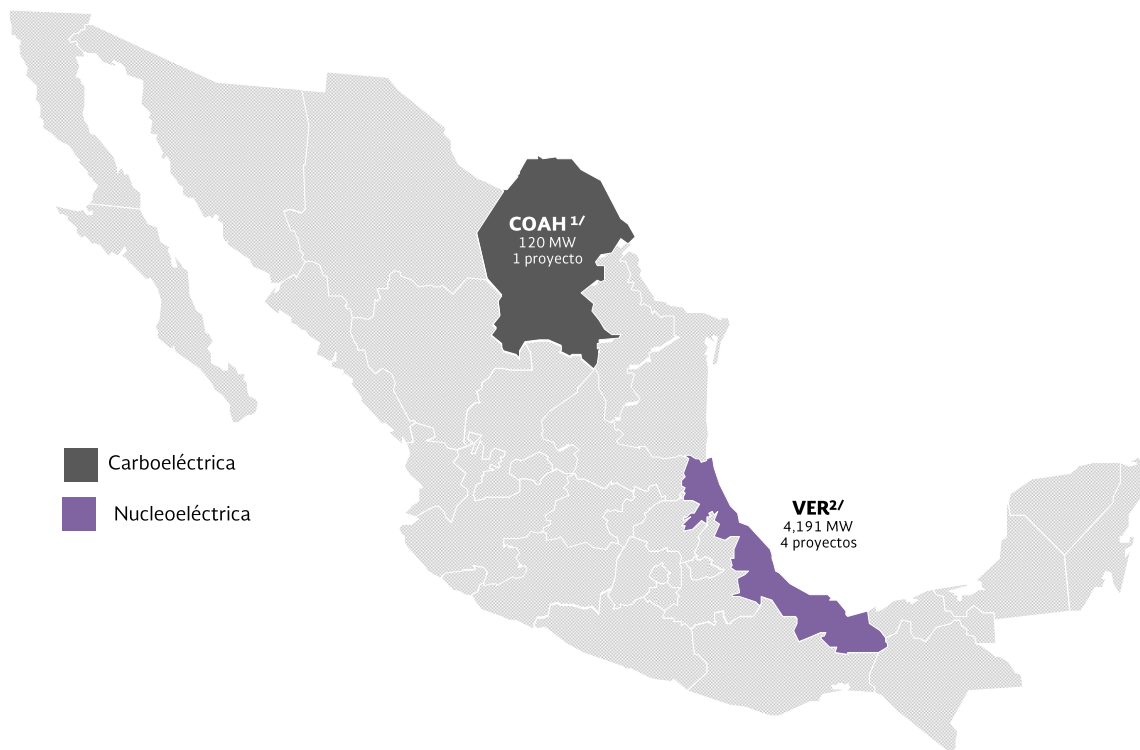 COAH 1/
120 MW
1 proyecto
Carboeléctrica
Nucleoeléctrica
VER2/
4,191 MW
4 proyectos